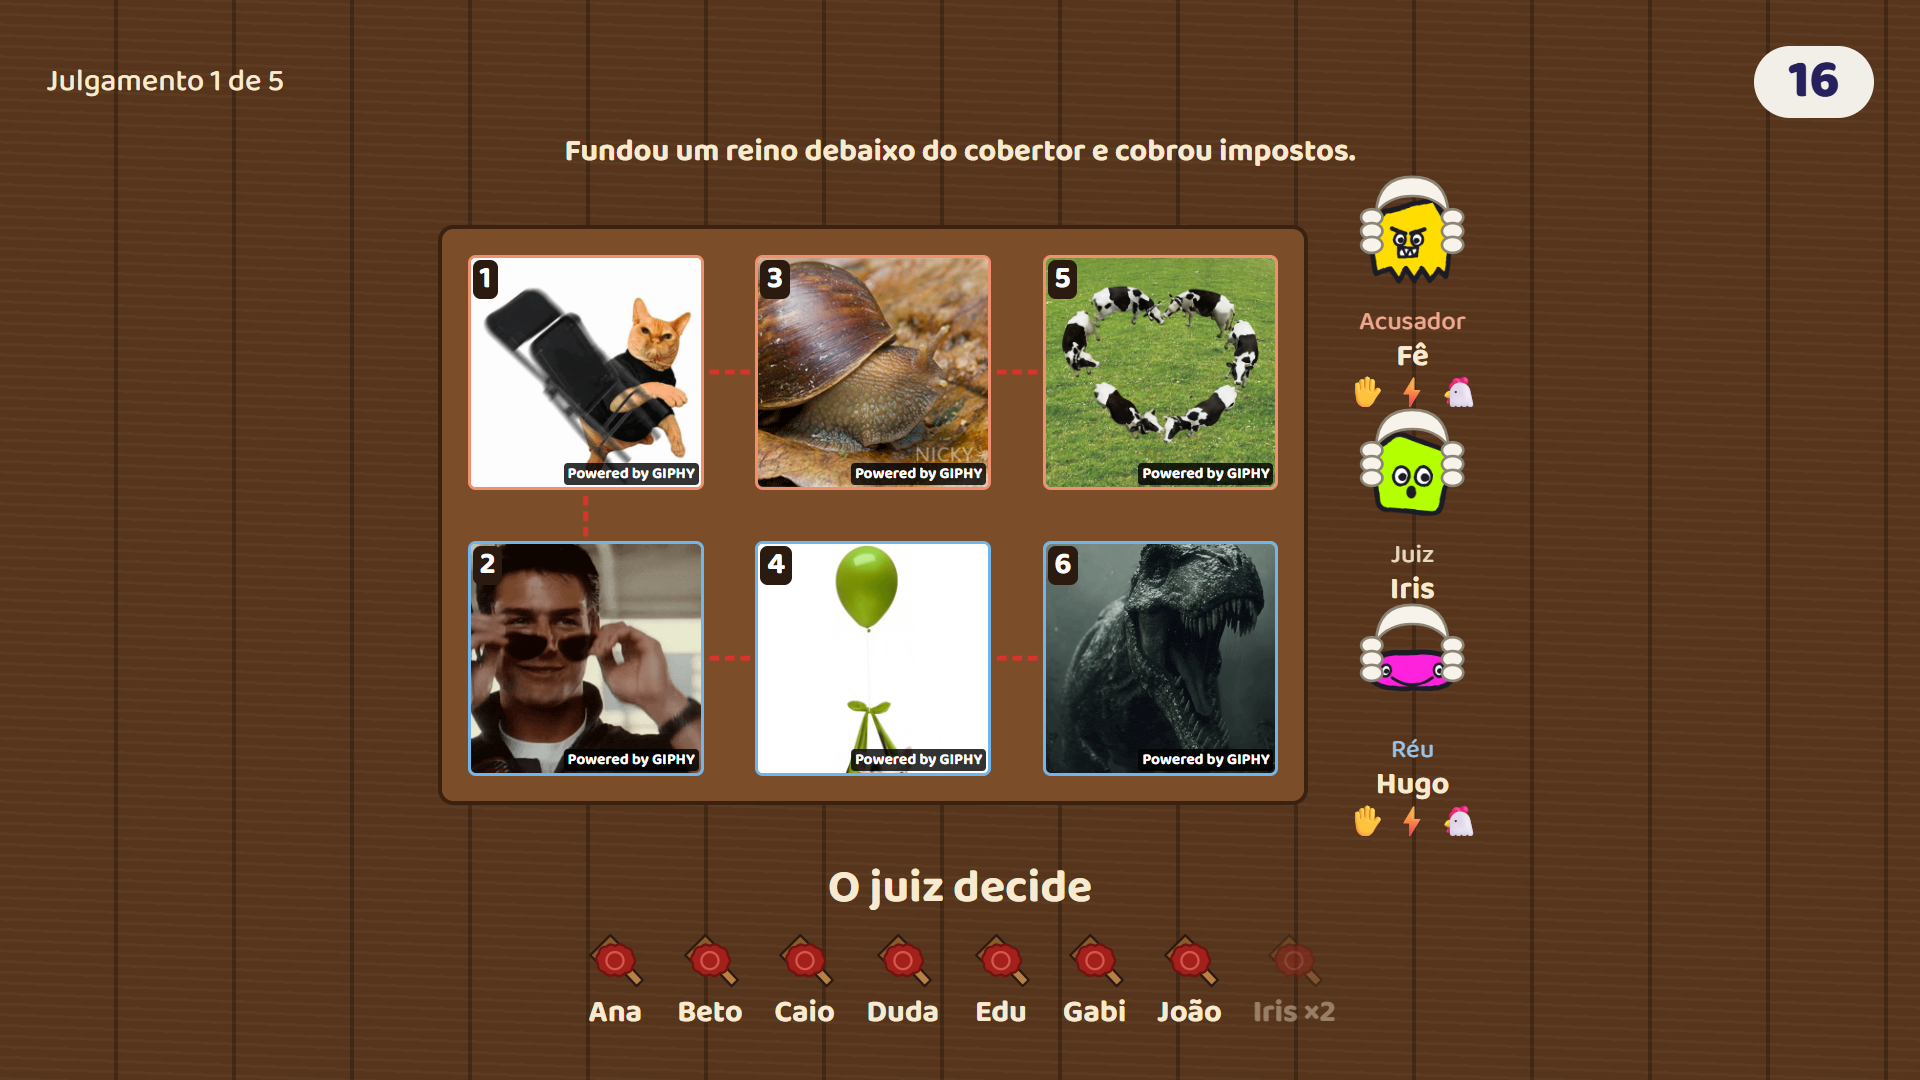 Julgamento 1 de 5
16
Fundou um reino debaixo do cobertor e cobrou impostos.
1
Powered by GIPHY
3
NICKY
Powered by GIPHY
5
Powered by GIPHY
2
Powered by GIPHY
4
Powered by GIPHY
6
Powered by GIPHY
Acusador
Fê
Juiz
Iris
Réu
Hugo
O juiz decide
Ana
Beto
Caio
Duda
Edu
Gabi
João
Iris ×2